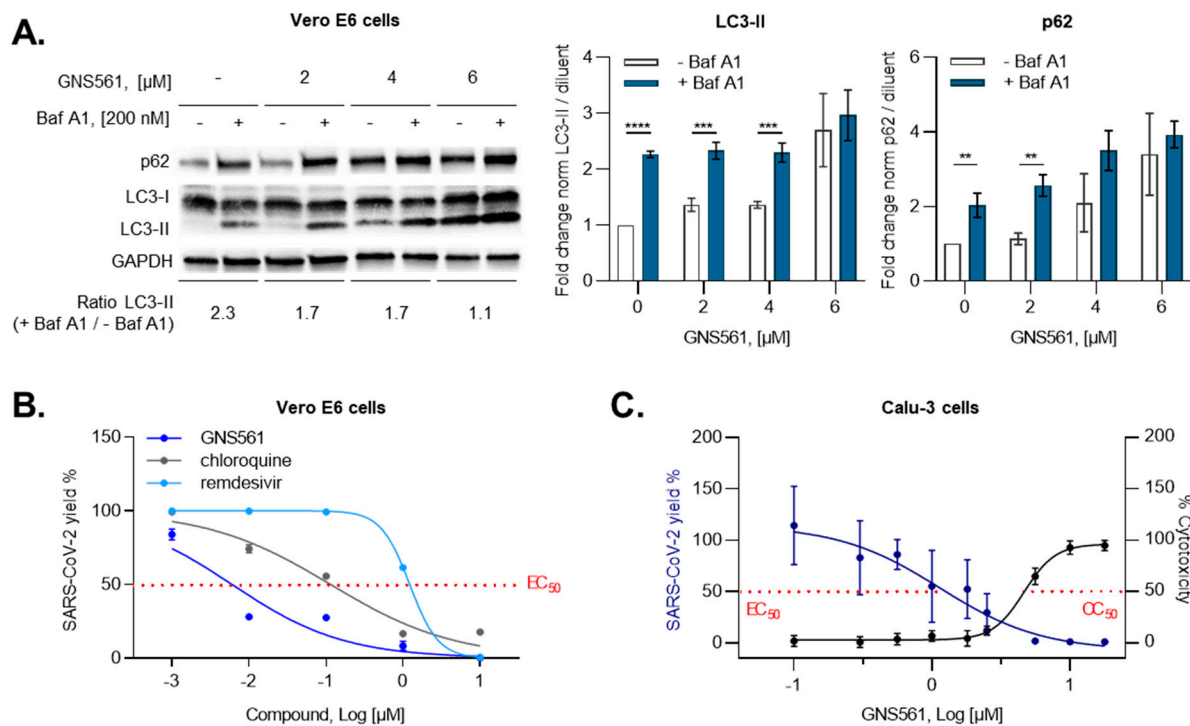 A.
Vero E6 cells
GNS561, [µM] - 2 4 6
Baf A1, [200 nM] - + - + - + - +
p62
LC3-I
LC3-II
GAPDH
Ratio LC3-II
(+ Baf A1 / - Baf A1) 2.3 1.7 1.7 1.1
LC3-II
Fold change norm LC3-II / diluent
4
3
2
1
0
- Baf A1
+ Baf A1
**** *** ***
0 2 4 6
GNS561, [µM]
p62
Fold change norm p62 / diluent
6
4
2
0
- Baf A1
+ Baf A1
** **
0 2 4 6
GNS561, [µM]
B.
Vero E6 cells
SARS-CoV-2 yield %
150
100
50
0
GNS561
chloroquine
remdesivir
EC50
-3 -2 -1 0 1
Compound, Log [µM]
C.
Calu-3 cells
SARS-CoV-2 yield %
200
150
100
50
0
EC50
CC50
200
150
100
50
0
% Cytotoxicity
-1 0 1
GNS561, Log [µM]